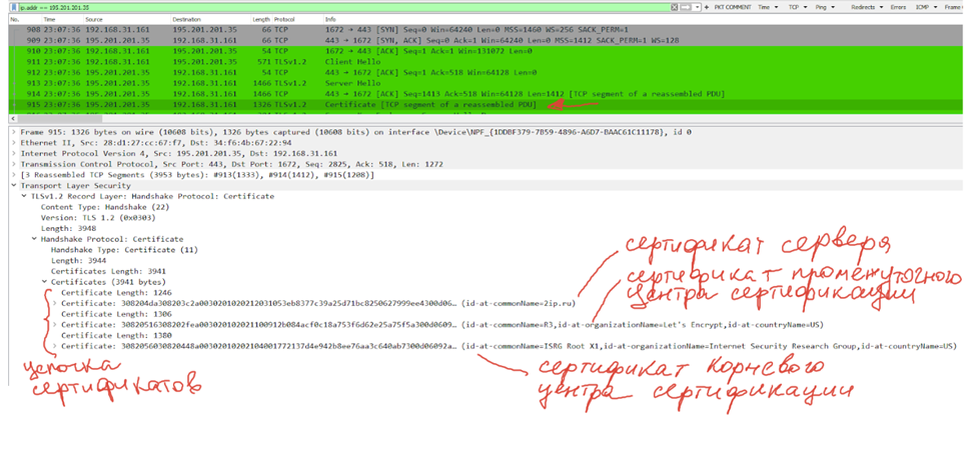 ip.addr == 195.201.201.35 PKT COMMENT Time TCP Ping Redirects Errors ICMP Frame
No. Time Source Destination Length Protocol Info
908 23:07:36 192.168.31.161 195.201.201.35 66 TCP 1672 → 443 [SYN] Seq=0 Win=64240 Len=0 MSS=1460 WS=256 SACK_PERM=1
909 23:07:36 195.201.201.35 192.168.31.161 66 TCP 443 → 1672 [SYN, ACK] Seq=0 Ack=1 Win=64240 Len=0 MSS=1412 SACK_PERM=1 WS=128
910 23:07:36 192.168.31.161 195.201.201.35 54 TCP 1672 → 443 [ACK] Seq=1 Ack=1 Win=131072 Len=0
911 23:07:36 192.168.31.161 195.201.201.35 571 TLSv1.2 Client Hello
912 23:07:36 195.201.201.35 192.168.31.161 54 TCP 443 → 1672 [ACK] Seq=1 Ack=518 Win=64128 Len=0
913 23:07:36 195.201.201.35 192.168.31.161 1466 TLSv1.2 Server Hello
914 23:07:36 195.201.201.35 192.168.31.161 1466 TCP 443 → 1672 [ACK] Seq=1413 Ack=518 Win=64128 Len=1412 [TCP segment of a reassembled PDU]
915 23:07:36 195.201.201.35 192.168.31.161 1326 TLSv1.2 Certificate [TCP segment of a reassembled PDU]
Frame 915: 1326 bytes on wire (10608 bits), 1326 bytes captured (10608 bits) on interface \Device\NPF_{1DDBF379-7B59-4896-A6D7-BAAC61C11178}, id 0
Ethernet II, Src: 28:d1:27:cc:67:f7, Dst: 34:f6:4b:67:22:94
Internet Protocol Version 4, Src: 195.201.201.35, Dst: 192.168.31.161
Transmission Control Protocol, Src Port: 443, Dst Port: 1672, Seq: 2825, Ack: 518, Len: 1272
[3 Reassembled TCP Segments (3953 bytes): #913(1333), #914(1412), #915(1208)]
Transport Layer Security
TLSv1.2 Record Layer: Handshake Protocol: Certificate
Content Type: Handshake (22)
Version: TLS 1.2 (0x0303)
Length: 3948
Handshake Protocol: Certificate
Handshake Type: Certificate (11)
Length: 3944
Certificates Length: 3941
Certificates (3941 bytes)
Certificate Length: 1246
Certificate: 308204da308203c2a003020102021203​1053eb8377c39a25d71bc8250627999ee4300d06… (id-at-commonName=2ip.ru)
Certificate Length: 1306
Certificate: 30820516308202fea003020102021100912b084acf0c18a753f6d62e25a75f5a300d0609… (id-at-commonName=R3,id-at-organizationName=Let's Encrypt,id-at-countryName=US)
Certificate Length: 1380
Certificate: 3082056030820448a00302010202104001772137d4e942b8ee76aa3c640ab7300d06092a… (id-at-commonName=ISRG Root X1,id-at-organizationName=Internet Security Research Group,id-at-countryName=US)
сертификат сервера
сертификат промежуточного
центра сертификации
сертификат корневого
центра сертификации
цепочка
сертификатов